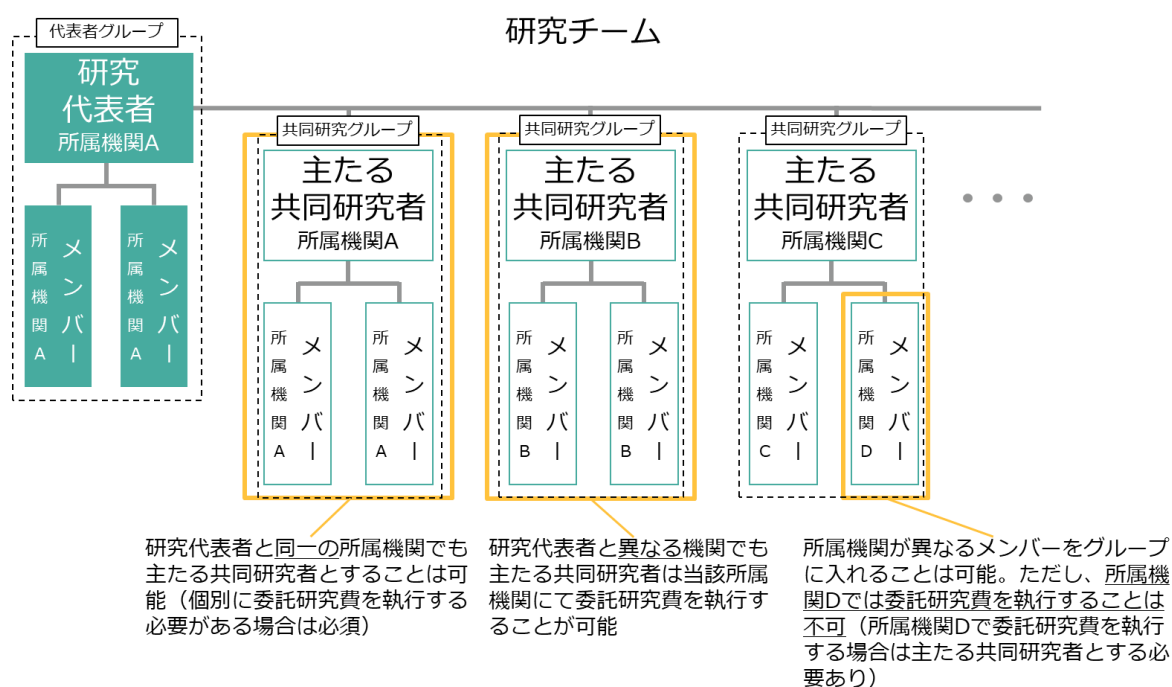 研究チーム
代表者グループ
研究
代表者
所属機関A
メンバー
所属機関A
メンバー
所属機関A
共同研究グループ
主たる
共同研究者
所属機関A
メンバー
所属機関A
メンバー
所属機関A
共同研究グループ
主たる
共同研究者
所属機関B
メンバー
所属機関B
メンバー
所属機関B
共同研究グループ
主たる
共同研究者
所属機関C
メンバー
所属機関C
メンバー
所属機関D
研究代表者と同一の所属機関でも
主たる共同研究者とすることは可
能（個別に委託研究費を執行する
必要がある場合は必須）
研究代表者と異なる機関でも
主たる共同研究者は当該所属
機関にて委託研究費を執行す
ることが可能
所属機関が異なるメンバーをグループ
に入れることは可能。ただし、所属機
関Dでは委託研究費を執行することは
不可（所属機関Dで委託研究費を執行
する場合は主たる共同研究者とする必
要あり）